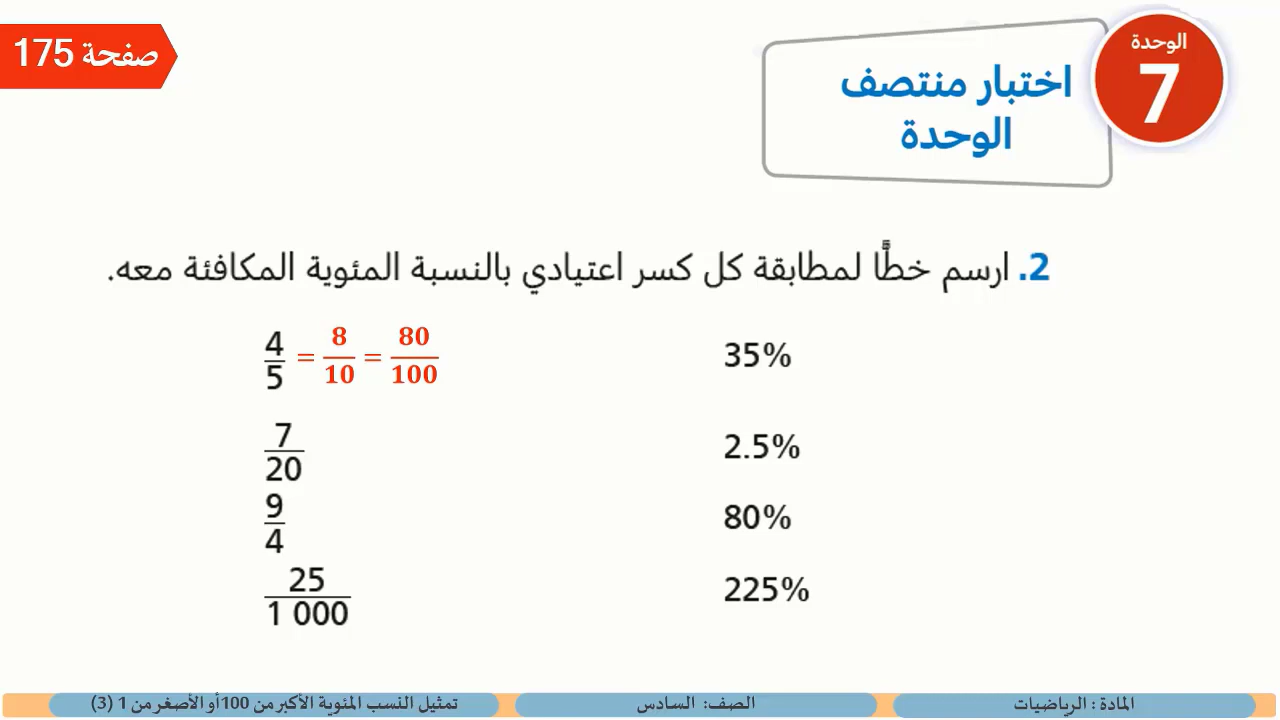 الوحدة
7
اختبار منتصف
الوحدة
صفحة 175
2. ارسم خطًّا لمطابقة كل كسر اعتيادي بالنسبة المئوية المكافئة معه.
4/5 = 8/10 = 80/100
35%
7/20
2.5%
9/4
80%
25/1 000
225%
المادة : الرياضيات
الصف: السادس
تمثيل النسب المئوية الأكبر من 100 أو الأصغر من 1 (3)